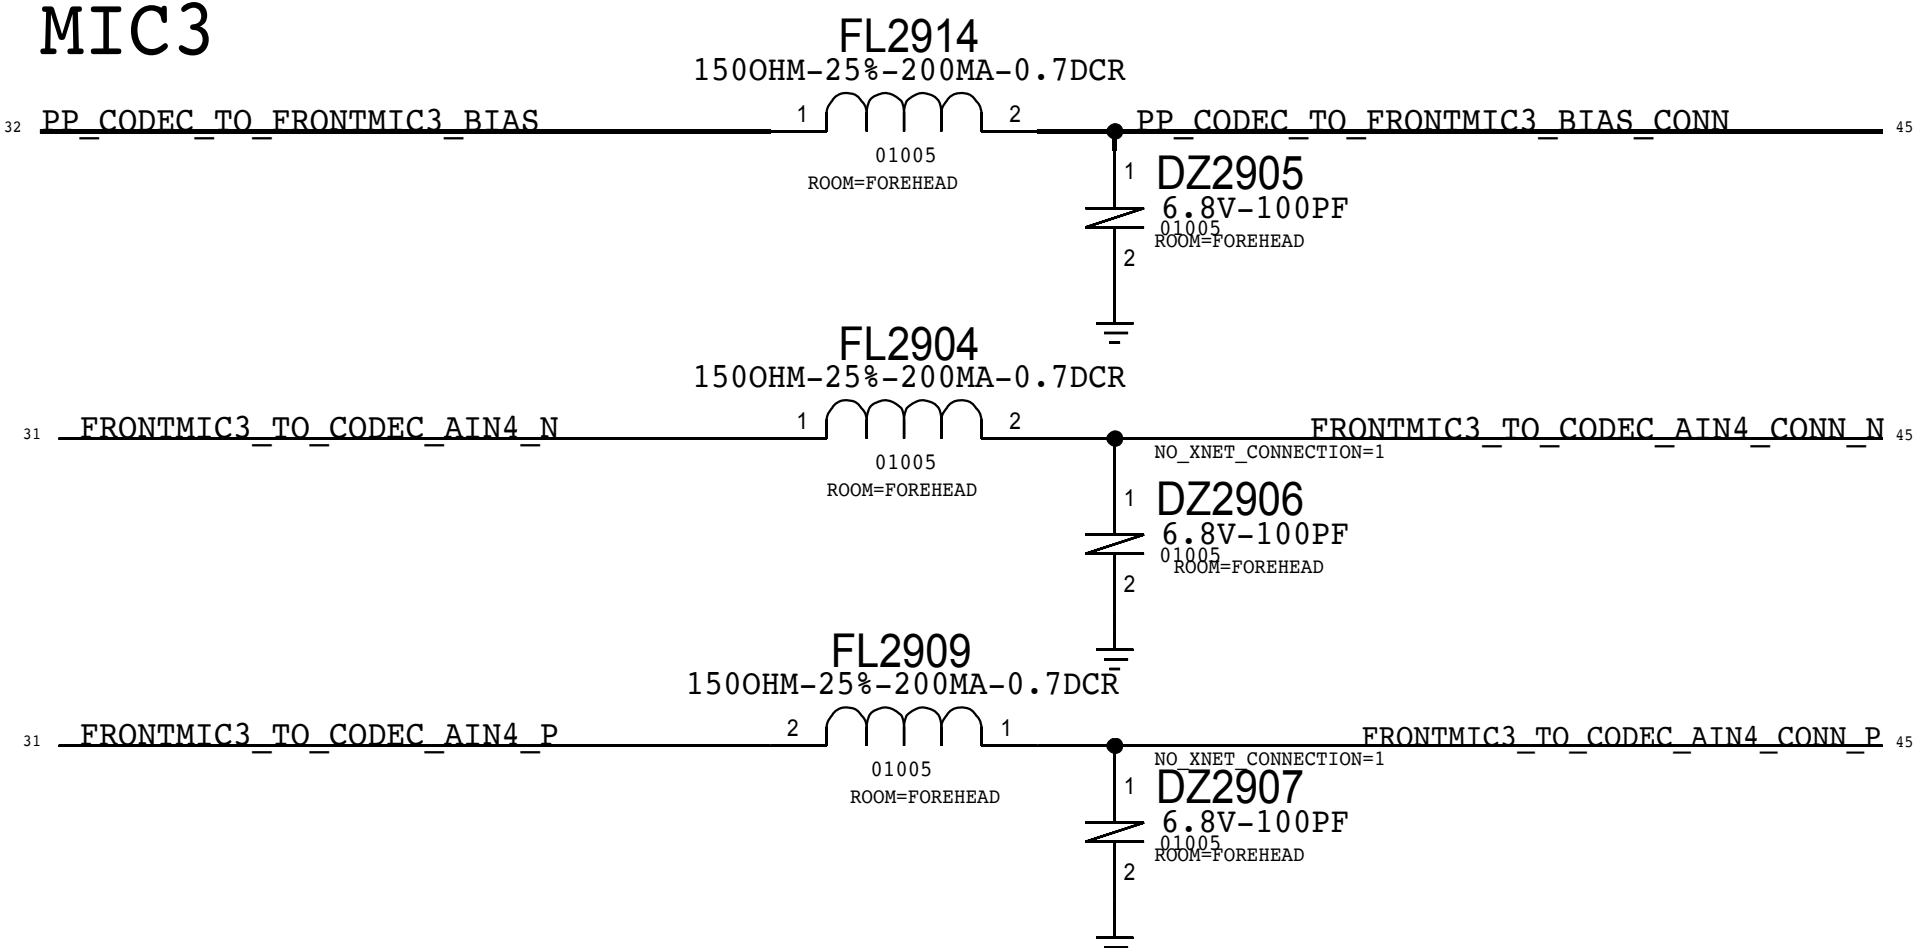 MIC3
FL2914
150OHM-25%-200MA-0.7DCR
32 PP_CODEC_TO_FRONTMIC3_BIAS 1 2 PP_CODEC_TO_FRONTMIC3_BIAS_CONN 45
01005
ROOM=FOREHEAD
1 DZ2905
6.8V-100PF
01005
ROOM=FOREHEAD
2
FL2904
150OHM-25%-200MA-0.7DCR
31 FRONTMIC3_TO_CODEC_AIN4_N 1 2 FRONTMIC3_TO_CODEC_AIN4_CONN_N 45
NO_XNET_CONNECTION=1
01005
ROOM=FOREHEAD
1 DZ2906
6.8V-100PF
01005
ROOM=FOREHEAD
2
FL2909
150OHM-25%-200MA-0.7DCR
31 FRONTMIC3_TO_CODEC_AIN4_P 2 1 FRONTMIC3_TO_CODEC_AIN4_CONN_P 45
NO_XNET_CONNECTION=1
01005
ROOM=FOREHEAD
1 DZ2907
6.8V-100PF
01005
ROOM=FOREHEAD
2